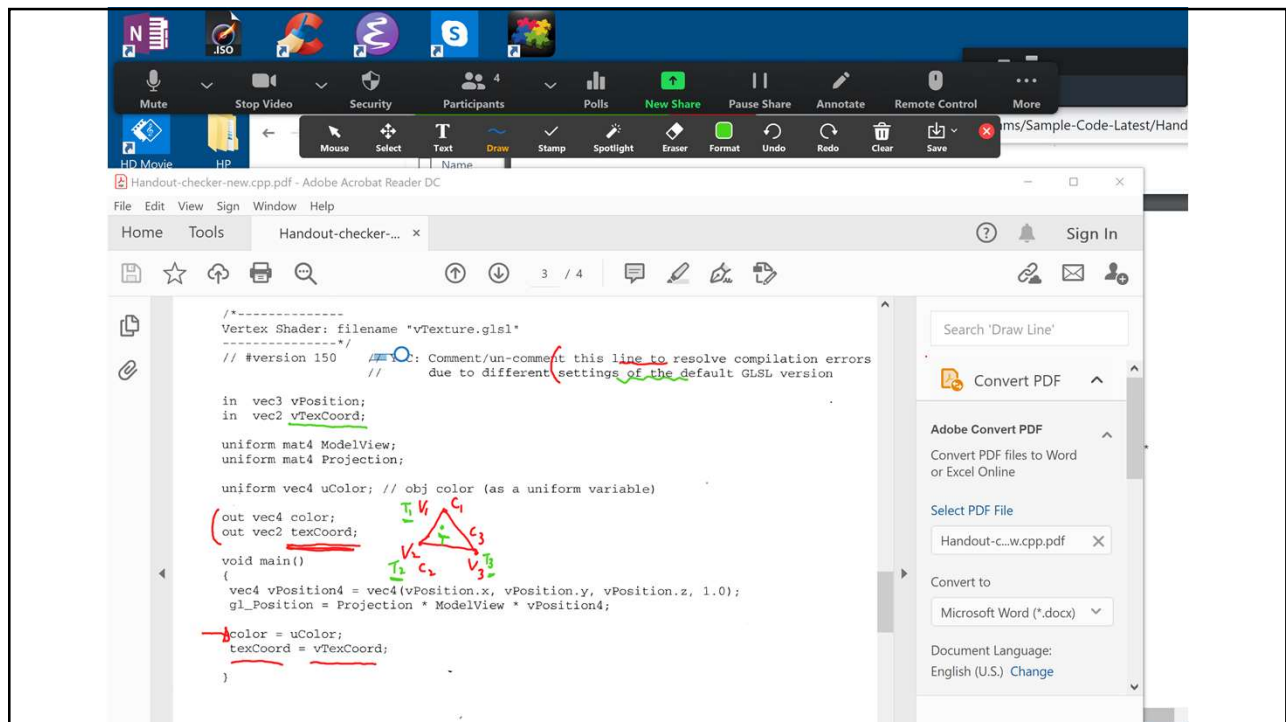 N
.ISO
S
Mute
Stop Video
Security
Participants
4
Polls
New Share
Pause Share
Annotate
Remote Control
More
HD Movie
HP
Mouse
Select
Text
Draw
Stamp
Spotlight
Eraser
Format
Undo
Redo
Clear
Save
ms/Sample-Code-Latest/Hand
Name
Handout-checker-new.cpp.pdf - Adobe Acrobat Reader DC
File Edit View Sign Window Help
Home Tools Handout-checker-... ×
Sign In
3 / 4
/*--------------
Vertex Shader: filename "vTexture.glsl"
---------------*/
// #version 150 C: Comment/un-comment this line to resolve compilation errors
// due to different settings of the default GLSL version
in vec3 vPosition;
in vec2 vTexCoord;
uniform mat4 ModelView;
uniform mat4 Projection;
uniform vec4 uColor; // obj color (as a uniform variable)
out vec4 color;
out vec2 texCoord;
T1 V1 C1
C3
V2
T2 C2 V3 T3
void main()
{
vec4 vPosition4 = vec4(vPosition.x, vPosition.y, vPosition.z, 1.0);
gl_Position = Projection * ModelView * vPosition4;
color = uColor;
texCoord = vTexCoord;
}
Search 'Draw Line'
Convert PDF
Adobe Convert PDF
Convert PDF files to Word
or Excel Online
Select PDF File
Handout-c...w.cpp.pdf
Convert to
Microsoft Word (*.docx)
Document Language:
English (U.S.) Change